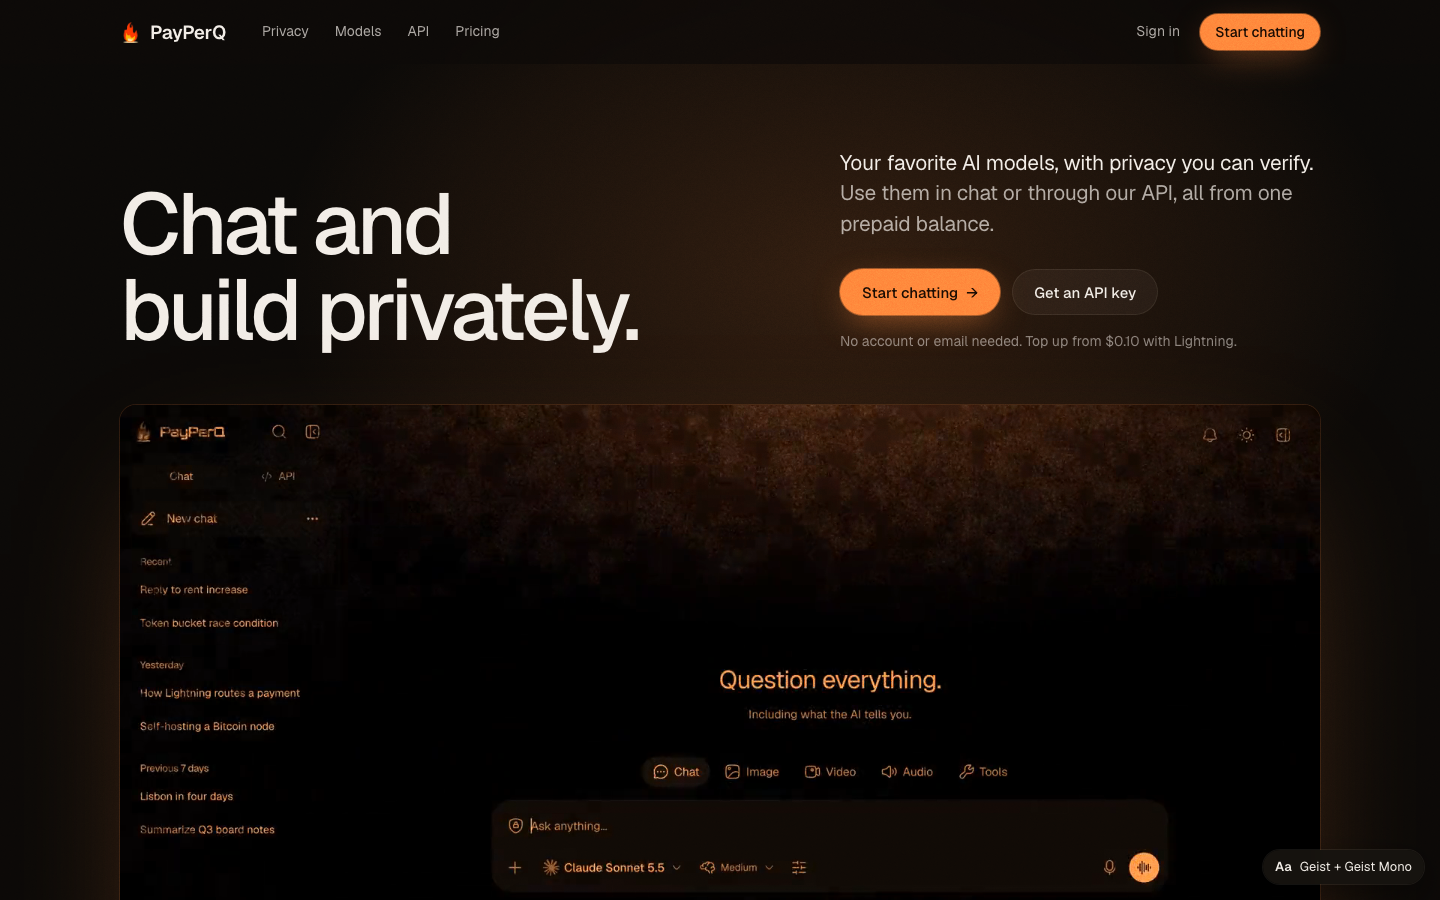 PayPerQ
Privacy
Models
API
Pricing
Sign in
Start chatting
Chat and
build privately.
Your favorite AI models, with privacy you can verify.
Use them in chat or through our API, all from one
prepaid balance.
Start chatting →
Get an API key
No account or email needed. Top up from $0.10 with Lightning.
PayPerQ
Chat
</> API
New chat
Recent
Reply to rent increase
Token bucket race condition
Yesterday
How Lightning routes a payment
Self-hosting a Bitcoin node
Previous 7 days
Lisbon in four days
Summarize Q3 board notes
Question everything.
Including what the AI tells you.
Chat
Image
Video
Audio
Tools
Ask anything...
Claude Sonnet 5.5
Medium
Aa Geist + Geist Mono